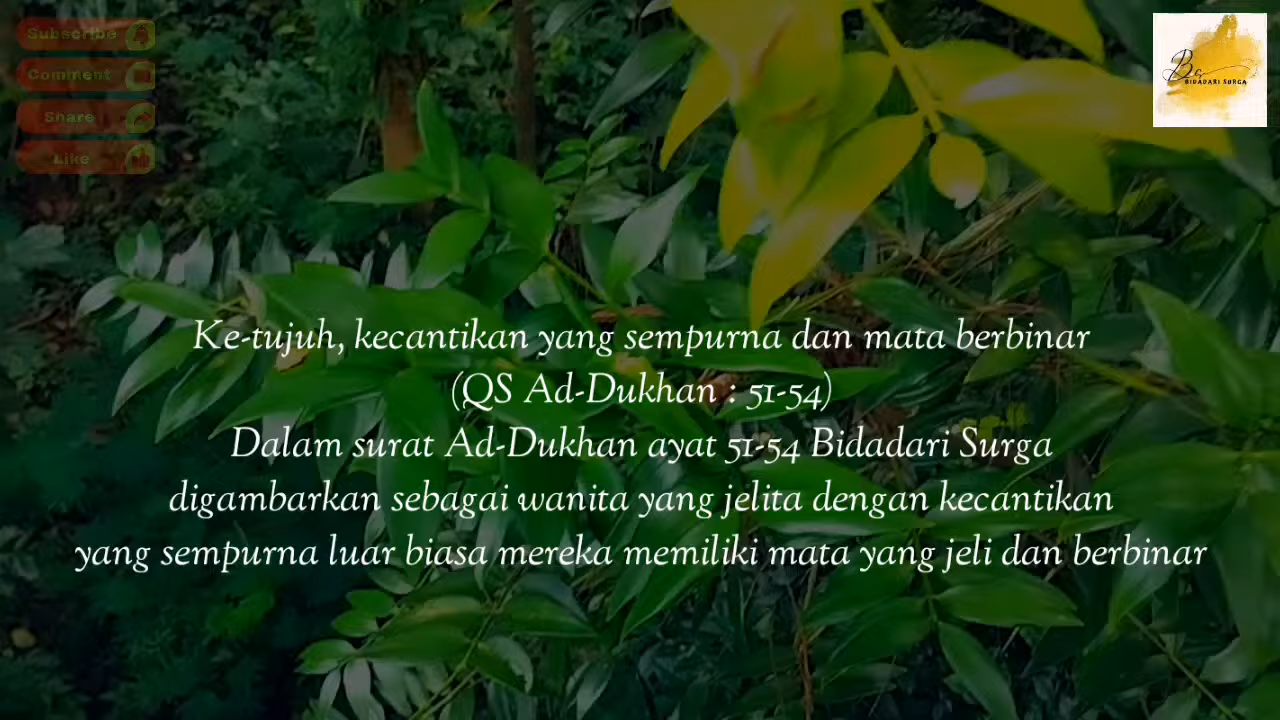 Subscribe
Comment
Share
Like
Bs
BIDADARI SURGA
Ke-tujuh, kecantikan yang sempurna dan mata berbinar
(QS Ad-Dukhan : 51-54)
Dalam surat Ad-Dukhan ayat 51-54 Bidadari Surga
digambarkan sebagai wanita yang jelita dengan kecantikan
yang sempurna luar biasa mereka memiliki mata yang jeli dan berbinar